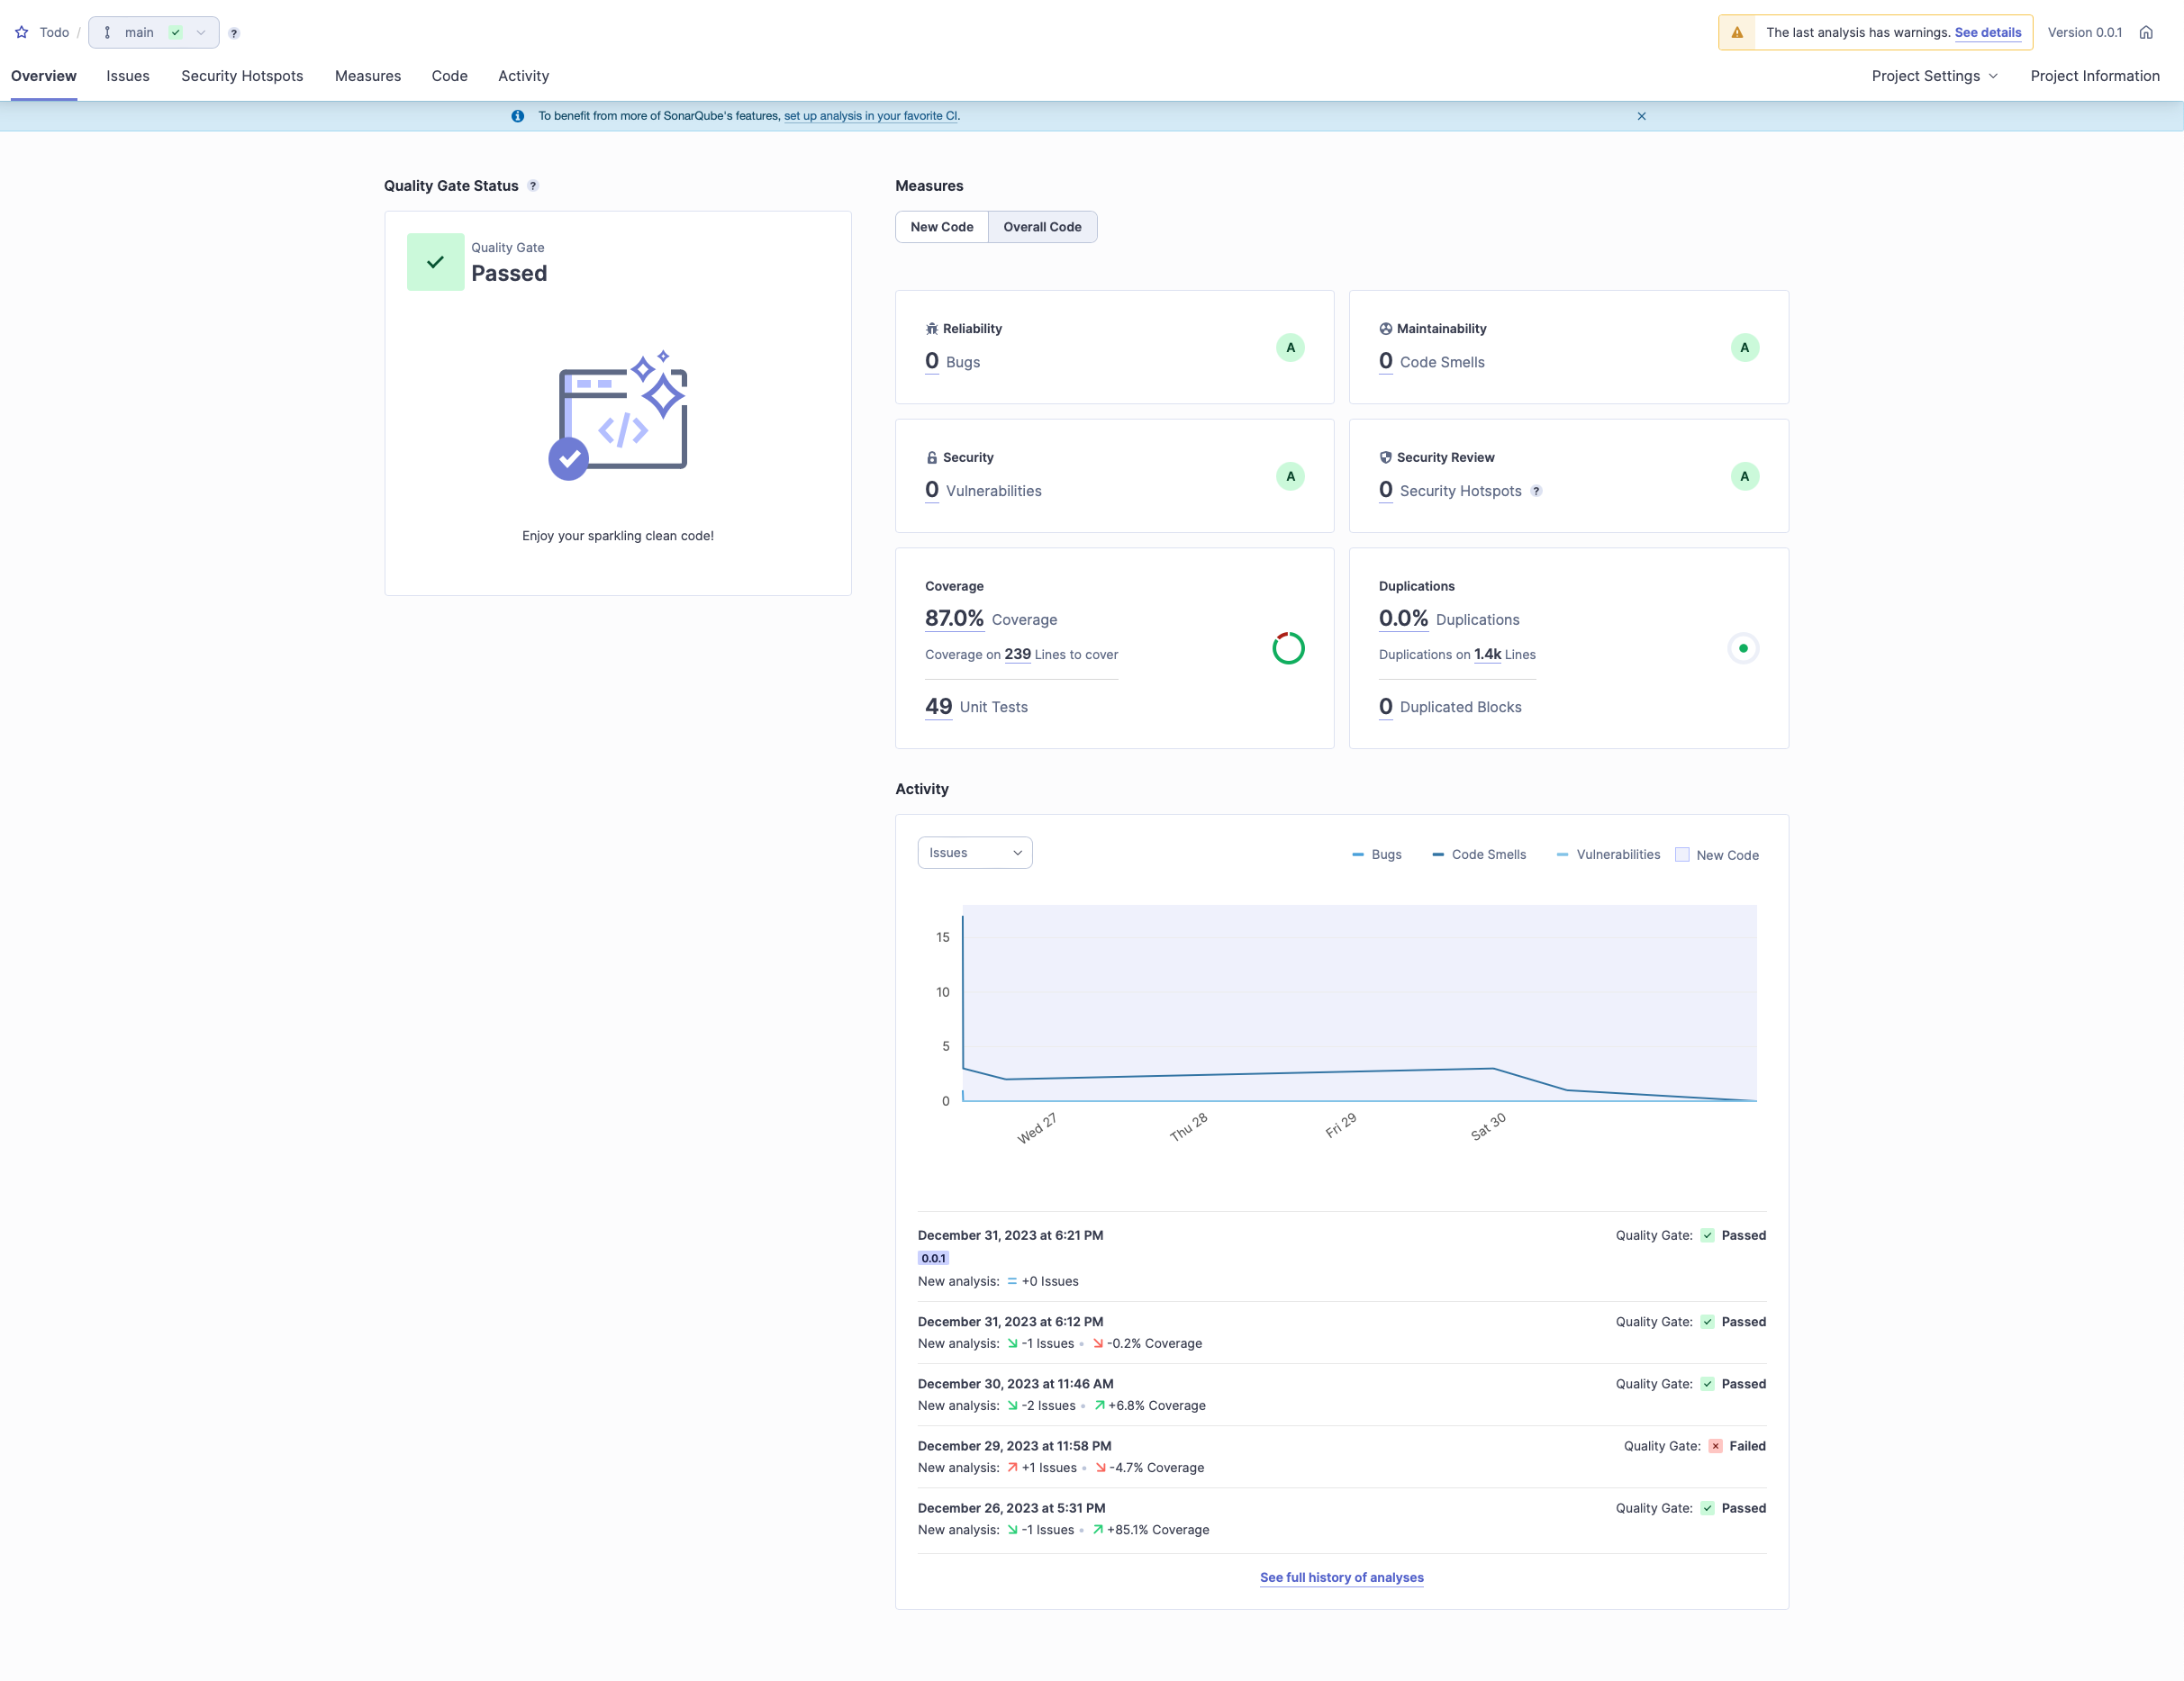 Todo / main
The last analysis has warnings. See details Version 0.0.1
Overview Issues Security Hotspots Measures Code Activity Project Settings Project Information
To benefit from more of SonarQube's features, set up analysis in your favorite CI.
Quality Gate Status
Quality Gate
Passed
Enjoy your sparkling clean code!
Measures
New Code Overall Code
Reliability
0 Bugs
A
Maintainability
0 Code Smells
A
Security
0 Vulnerabilities
A
Security Review
0 Security Hotspots ?
A
Coverage
87.0% Coverage
Coverage on 239 Lines to cover
49 Unit Tests
Duplications
0.0% Duplications
Duplications on 1.4k Lines
0 Duplicated Blocks
Activity
Issues
Bugs Code Smells Vulnerabilities New Code
15
10
5
0
Wed 27 Thu 28 Fri 29 Sat 30
December 31, 2023 at 6:21 PM Quality Gate: Passed
0.0.1
New analysis: = +0 Issues
December 31, 2023 at 6:12 PM Quality Gate: Passed
New analysis: -1 Issues • -0.2% Coverage
December 30, 2023 at 11:46 AM Quality Gate: Passed
New analysis: -2 Issues • +6.8% Coverage
December 29, 2023 at 11:58 PM Quality Gate: Failed
New analysis: +1 Issues • -4.7% Coverage
December 26, 2023 at 5:31 PM Quality Gate: Passed
New analysis: -1 Issues • +85.1% Coverage
See full history of analyses